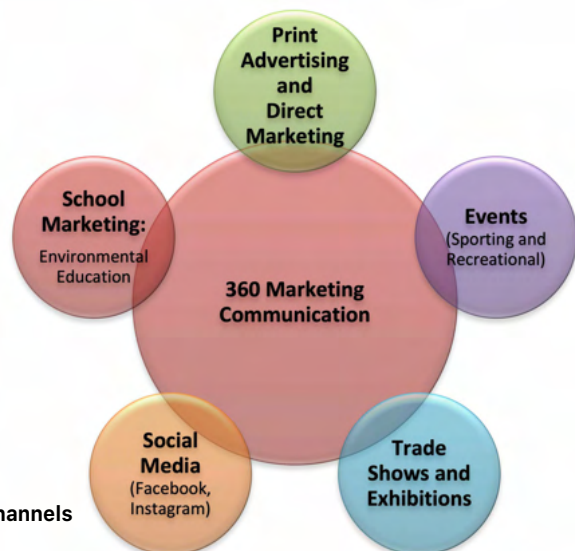 Print
Advertising
and
Direct
Marketing
School
Marketing:
Environmental
Education
Events
(Sporting and
Recreational)
360 Marketing
Communication
Social
Media
(Facebook,
Instagram)
Trade
Shows and
Exhibitions